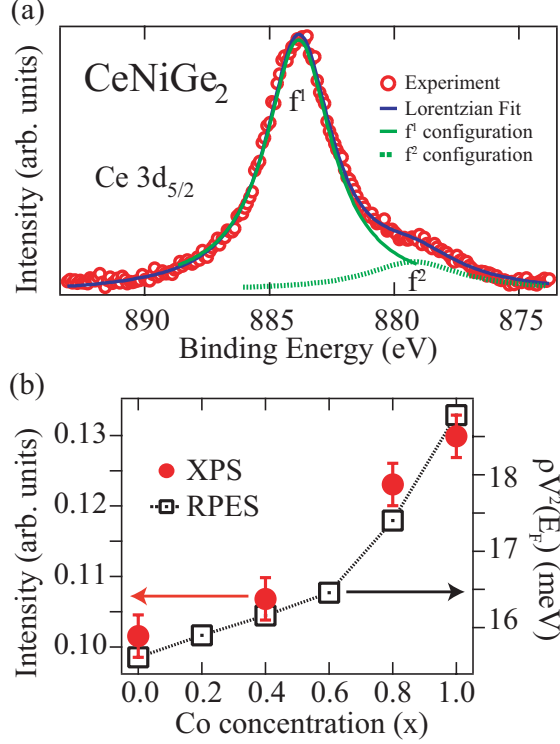 (a)
CeNiGe₂
Ce 3d₅/₂
f¹
f²
Experiment
Lorentzian Fit
f¹ configuration
f² configuration
Intensity (arb. units)
890 885 880 875
Binding Energy (eV)
(b)
0.13
0.12
0.11
0.10
Intensity (arb. units)
XPS
RPES
18
17
16
ρV²(E_F) (meV)
0.0 0.2 0.4 0.6 0.8 1.0
Co concentration (x)